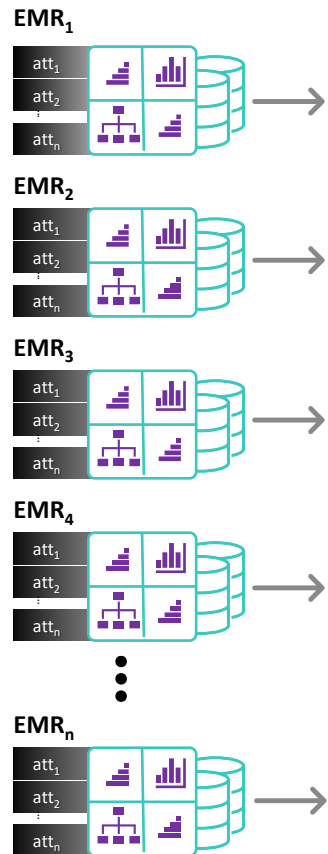 EMR₁
att₁
att₂
...
attₙ
EMR₂
att₁
att₂
...
attₙ
EMR₃
att₁
att₂
...
attₙ
EMR₄
att₁
att₂
...
attₙ
EMRₙ
att₁
att₂
...
attₙ